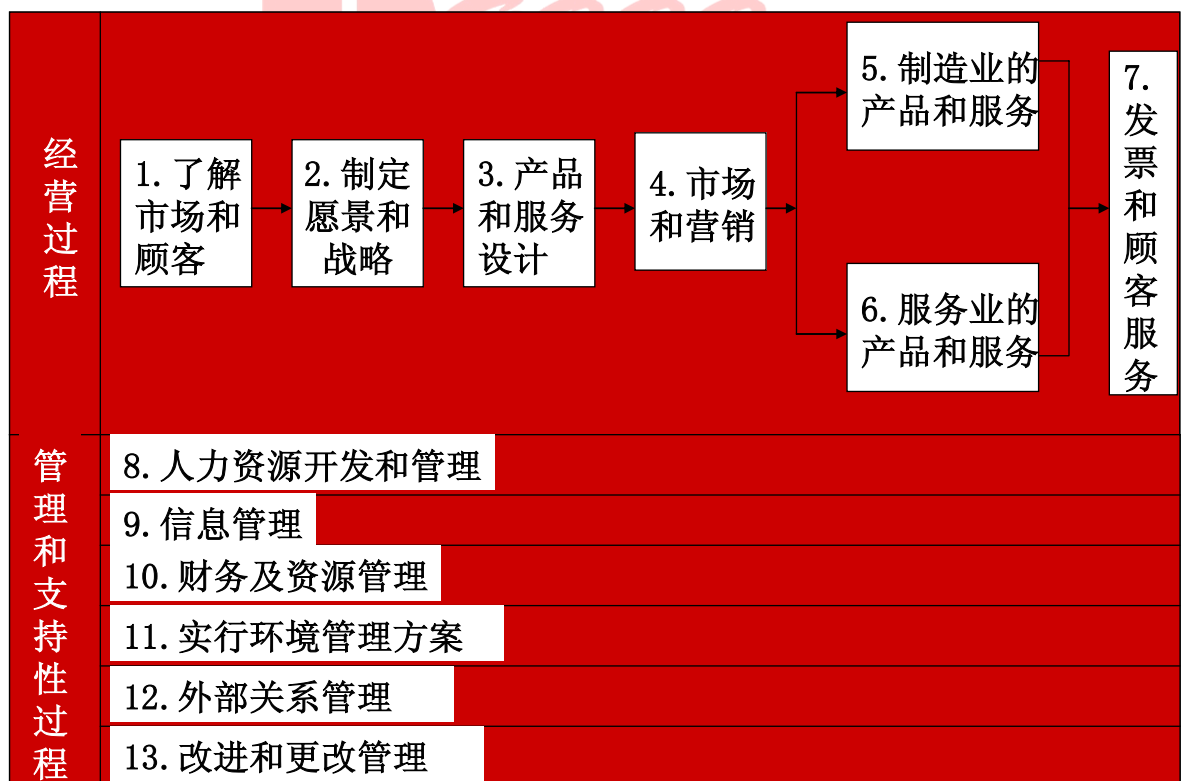 经
营
过
程
1.了解
市场和
顾客
2.制定
愿景和
战略
3.产品
和服务
设计
4.市场
和营销
5.制造业的
产品和服务
6.服务业的
产品和服务
7.
发
票
和
顾
客
服
务
管
理
和
支
持
性
过
程
8.人力资源开发和管理
9.信息管理
10.财务及资源管理
11.实行环境管理方案
12.外部关系管理
13.改进和更改管理